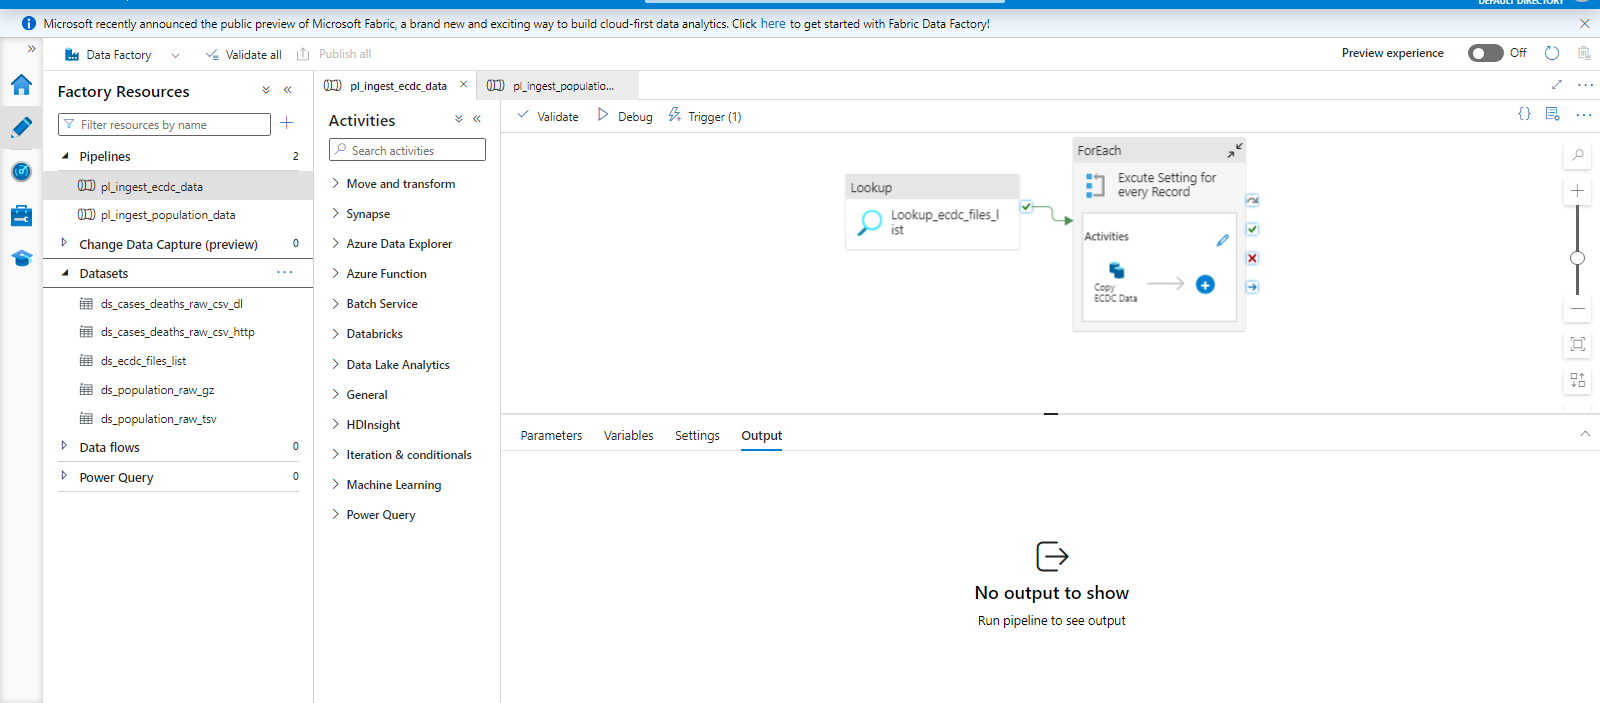 DEFAULT DIRECTORY
Microsoft recently announced the public preview of Microsoft Fabric, a brand new and exciting way to build cloud-first data analytics. Click here to get started with Fabric Data Factory!
Data Factory
Validate all
Publish all
Preview experience
Off
Factory Resources
Filter resources by name
Pipelines 2
pl_ingest_ecdc_data
pl_ingest_population_data
Change Data Capture (preview) 0
Datasets
ds_cases_deaths_raw_csv_dl
ds_cases_deaths_raw_csv_http
ds_ecdc_files_list
ds_population_raw_gz
ds_population_raw_tsv
Data flows 0
Power Query 0
pl_ingest_ecdc_data
pl_ingest_populatio...
Activities
Search activities
Move and transform
Synapse
Azure Data Explorer
Azure Function
Batch Service
Databricks
Data Lake Analytics
General
HDInsight
Iteration & conditionals
Machine Learning
Power Query
Validate
Debug
Trigger (1)
Lookup
Lookup_ecdc_files_l
ist
ForEach
Excute Setting for
every Record
Activities
Copy
ECDC Data
Parameters
Variables
Settings
Output
No output to show
Run pipeline to see output